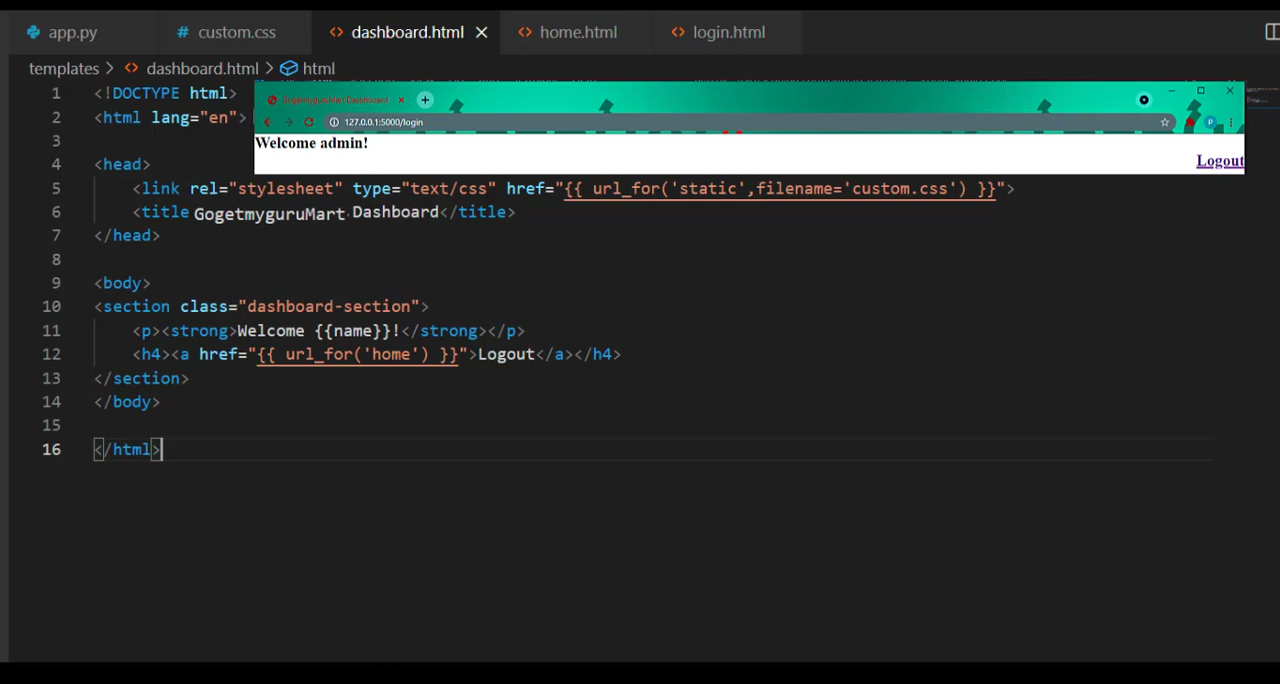 app.py # custom.css <> dashboard.html × <> home.html <> login.html
templates > <> dashboard.html > html
GogetmyguruMart Dashboard × +
127.0.0.1:5000/login P
Welcome admin!
Logout
1 <!DOCTYPE html>
2 <html lang="en">
3
4 <head>
5 <link rel="stylesheet" type="text/css" href="{{ url_for('static',filename='custom.css') }}">
6 <title GogetmyguruMart Dashboard</title>
7 </head>
8
9 <body>
10 <section class="dashboard-section">
11 <p><strong>Welcome {{name}}!</strong></p>
12 <h4><a href="{{ url_for('home') }}">Logout</a></h4>
13 </section>
14 </body>
15
16 </html>